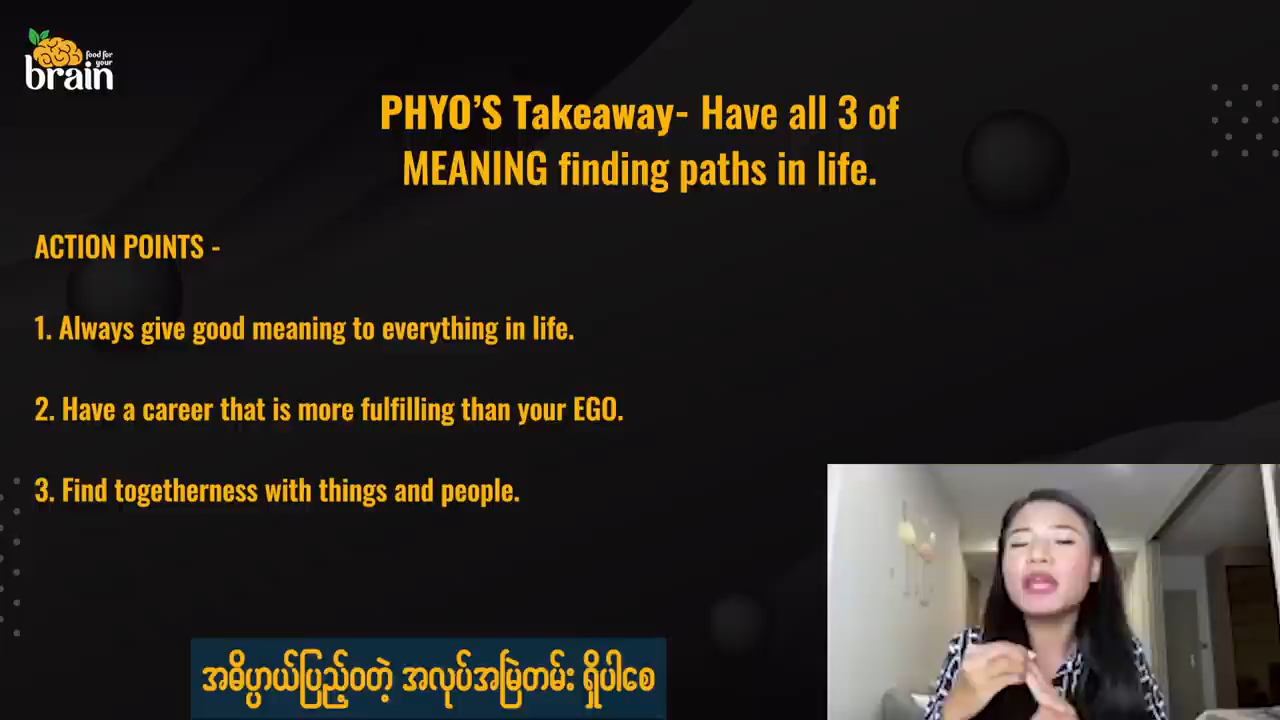 food for
your
brain
PHYO'S Takeaway- Have all 3 of
MEANING finding paths in life.
ACTION POINTS -
1. Always give good meaning to everything in life.
2. Have a career that is more fulfilling than your EGO.
3. Find togetherness with things and people.
အဓိပ္ပာယ်ပြည့်ဝတဲ့ အလုပ်အမြဲတမ်း ရှိပါစေ